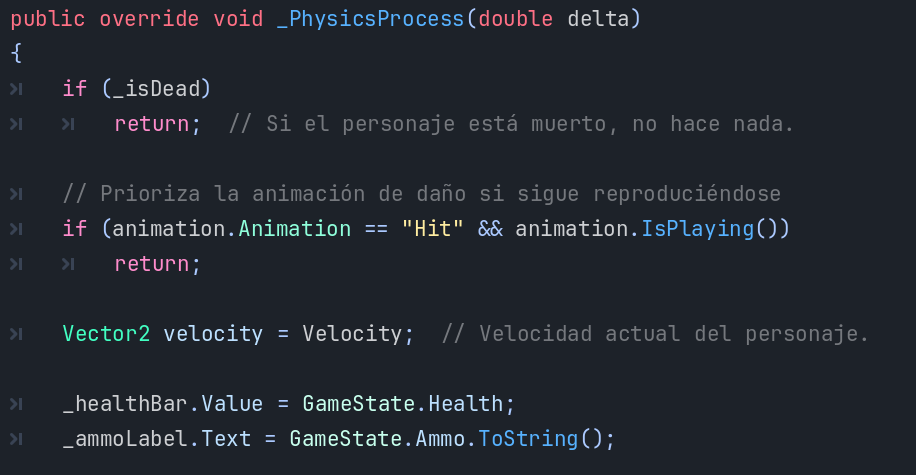 public override void _PhysicsProcess(double delta)
{
if (_isDead)
return;  // Si el personaje está muerto, no hace nada.
// Prioriza la animación de daño si sigue reproduciéndose
if (animation.Animation == "Hit" && animation.IsPlaying())
return;
Vector2 velocity = Velocity;  // Velocidad actual del personaje.
_healthBar.Value = GameState.Health;
_ammoLabel.Text = GameState.Ammo.ToString();